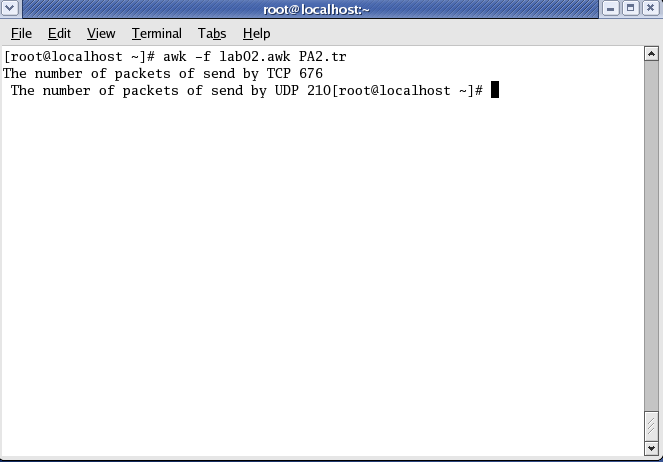 root@localhost:~
File Edit View Terminal Tabs Help
[root@localhost ~]# awk -f lab02.awk PA2.tr
The number of packets of send by TCP 676
The number of packets of send by UDP 210[root@localhost ~]#